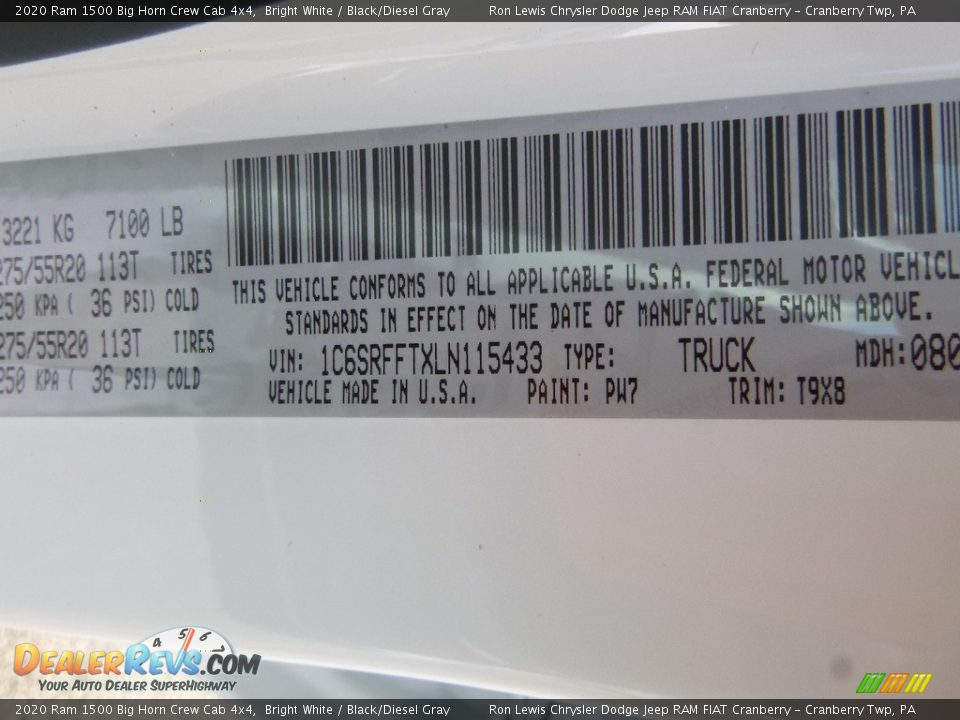 2020 Ram 1500 Big Horn Crew Cab 4x4, Bright White / Black/Diesel Gray Ron Lewis Chrysler Dodge Jeep RAM FIAT Cranberry - Cranberry Twp, PA
3221 KG 7100 LB
275/55R20 113T TIRES
250 KPA ( 36 PSI) COLD
275/55R20 113T TIRES
250 KPA ( 36 PSI) COLD
THIS VEHICLE CONFORMS TO ALL APPLICABLE U.S.A. FEDERAL MOTOR VEHICL
STANDARDS IN EFFECT ON THE DATE OF MANUFACTURE SHOWN ABOVE.
VIN: 1C6SRFFTXLN115433 TYPE: TRUCK MDH: 080
VEHICLE MADE IN U.S.A. PAINT: PW7 TRIM: T9X8
4 5 6
DealerRevs.com
Your Auto Dealer SuperHighway
2020 Ram 1500 Big Horn Crew Cab 4x4, Bright White / Black/Diesel Gray Ron Lewis Chrysler Dodge Jeep RAM FIAT Cranberry - Cranberry Twp, PA